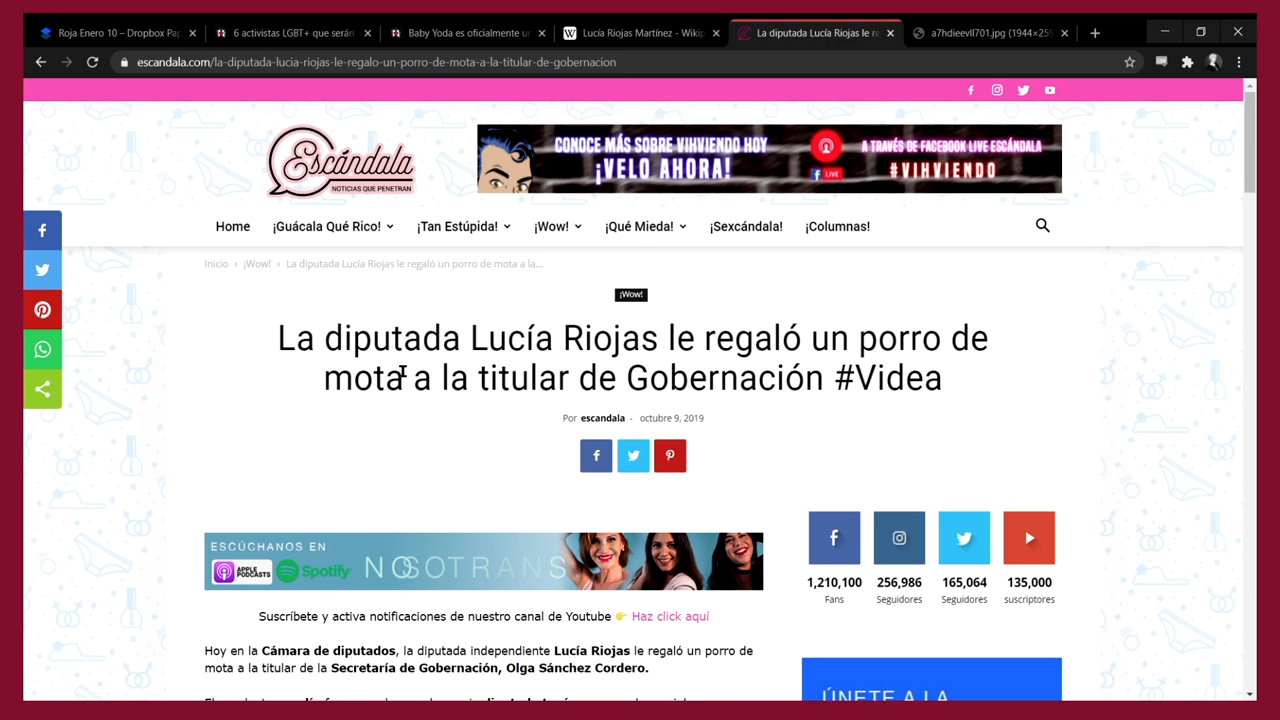 Roja Enero 10 – Dropbox Pap
6 activistas LGBT+ que serán
Baby Yoda es oficialmente un
Lucía Riojas Martínez - Wikip
La diputada Lucía Riojas le re
a7hdieevll701.jpg (1944×259
escandala.com/la-diputada-lucia-riojas-le-regalo-un-porro-de-mota-a-la-titular-de-gobernacion
Escándala
NOTICIAS QUE PENETRAN
CONOCE MÁS SOBRE VIHVIENDO HOY
¡VELO AHORA!
LIVE
A TRAVÉS DE FACEBOOK LIVE ESCÁNDALA
#VIHVIENDO
Home ¡Guácala Qué Rico! ¡Tan Estúpida! ¡Wow! ¡Qué Mieda! ¡Sexcándala! ¡Columnas!
Inicio › ¡Wow! › La diputada Lucía Riojas le regaló un porro de mota a la...
¡Wow!
La diputada Lucía Riojas le regaló un porro de
mota a la titular de Gobernación #Videa
Por escandala - octubre 9, 2019
ESCÚCHANOS EN
APPLE PODCASTS Spotify
NOSOTRANS
1,210,100 256,986 165,064 135,000
Fans Seguidores Seguidores suscriptores
Suscríbete y activa notificaciones de nuestro canal de Youtube 👉 Haz click aquí
Hoy en la Cámara de diputados, la diputada independiente Lucía Riojas le regaló un porro de
mota a la titular de la Secretaría de Gobernación, Olga Sánchez Cordero.
ÚNETE A LA